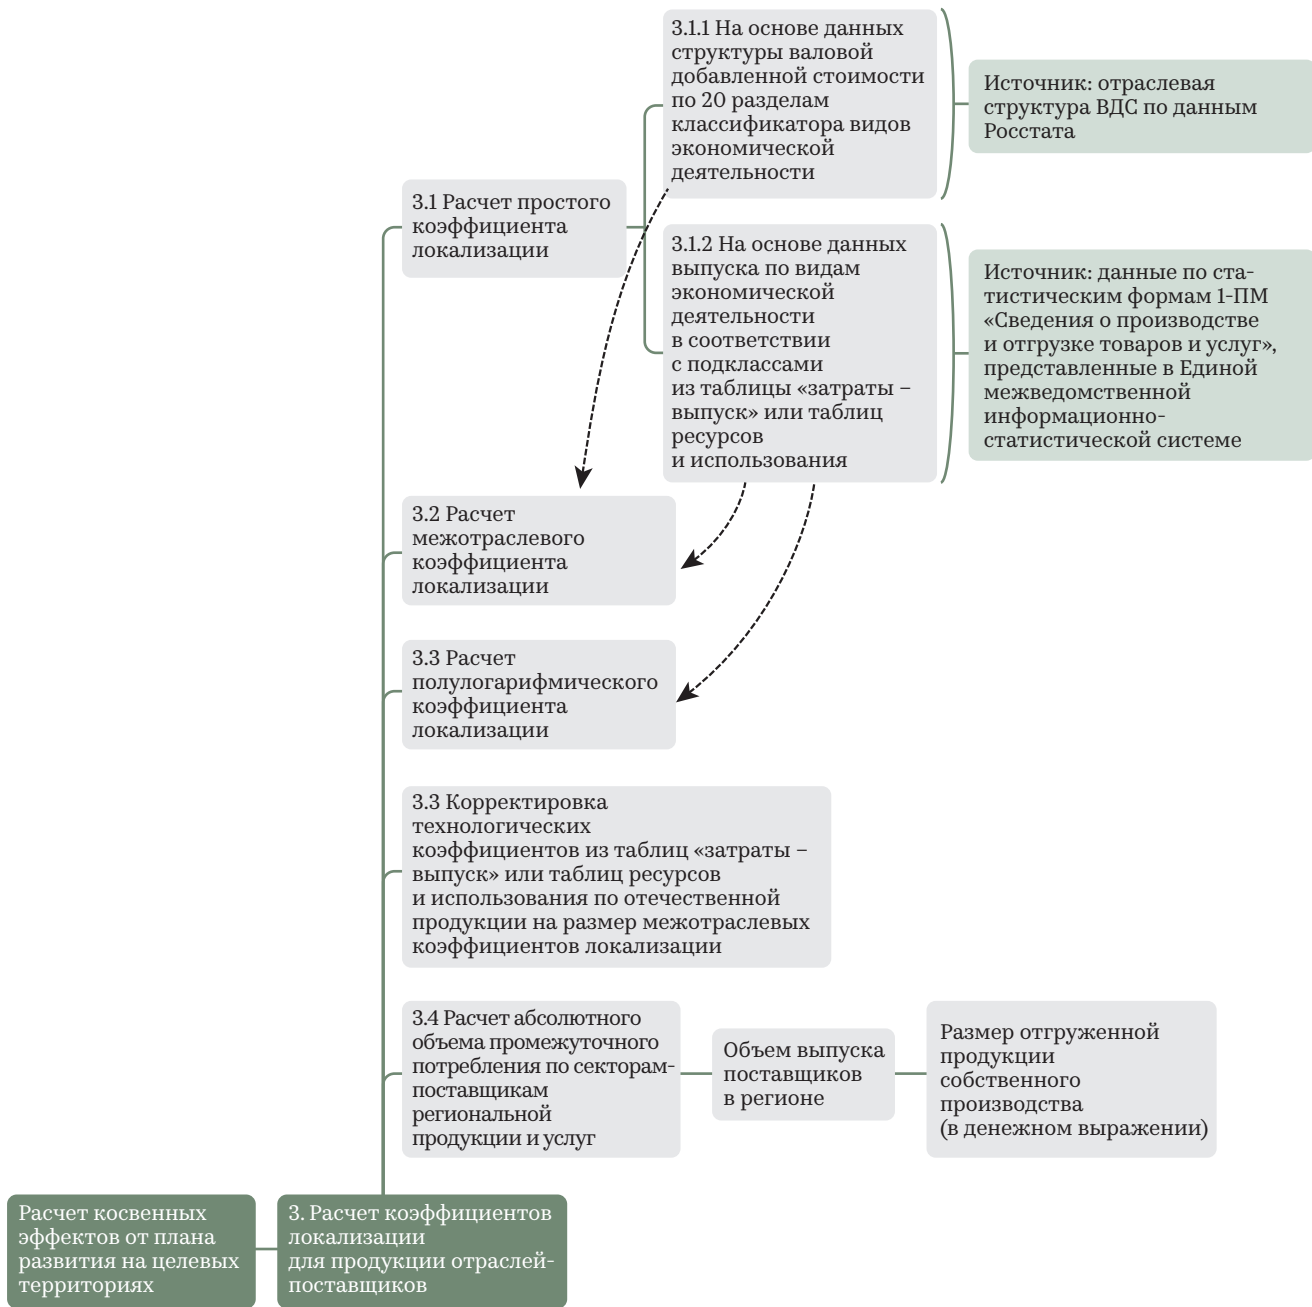 3.1.1 На основе данных
структуры валовой
добавленной стоимости
по 20 разделам
классификатора видов
экономической
деятельности
Источник: отраслевая
структура ВДС по данным
Росстата
3.1 Расчет простого
коэффициента
локализации
3.1.2 На основе данных
выпуска по видам
экономической
деятельности
в соответствии
с подклассами
из таблицы «затраты –
выпуск» или таблиц
ресурсов
и использования
Источник: данные по ста-
тистическим формам 1-ПМ
«Сведения о производстве
и отгрузке товаров и услуг»,
представленные в Единой
межведомственной
информационно-
статистической системе
3.2 Расчет
межотраслевого
коэффициента
локализации
3.3 Расчет
полулогарифмического
коэффициента
локализации
3.3 Корректировка
технологических
коэффициентов из таблиц «затраты –
выпуск» или таблиц ресурсов
и использования по отечественной
продукции на размер межотраслевых
коэффициентов локализации
3.4 Расчет абсолютного
объема промежуточного
потребления по секторам-
поставщикам
региональной
продукции и услуг
Объем выпуска
поставщиков
в регионе
Размер отгруженной
продукции
собственного
производства
(в денежном выражении)
Расчет косвенных
эффектов от плана
развития на целевых
территориях
3. Расчет коэффициентов
локализации
для продукции отраслей-
поставщиков